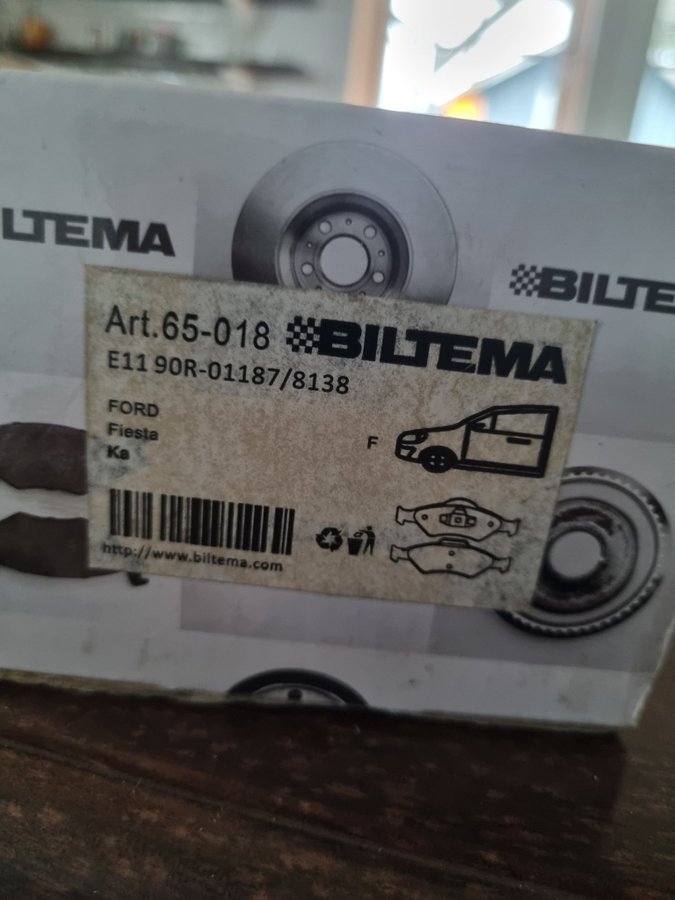 LTEMA
BILTE
Art.65-018 BILTEMA
E11 90R-01187/8138
FORD
Fiesta
Ka
F
http://www.biltema.com